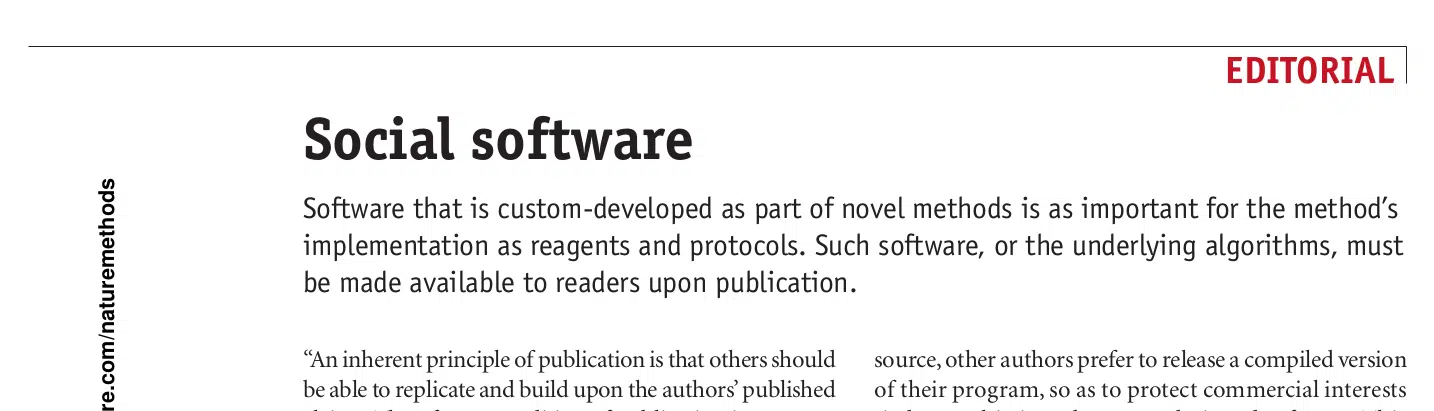 EDITORIAL
Social software
Software that is custom-developed as part of novel methods is as important for the method’s
implementation as reagents and protocols. Such software, or the underlying algorithms, must
be made available to readers upon publication.
“An inherent principle of publication is that others should
be able to replicate and build upon the authors’ published
source, other authors prefer to release a compiled version
of their program, so as to protect commercial interests
re.com/naturemethods